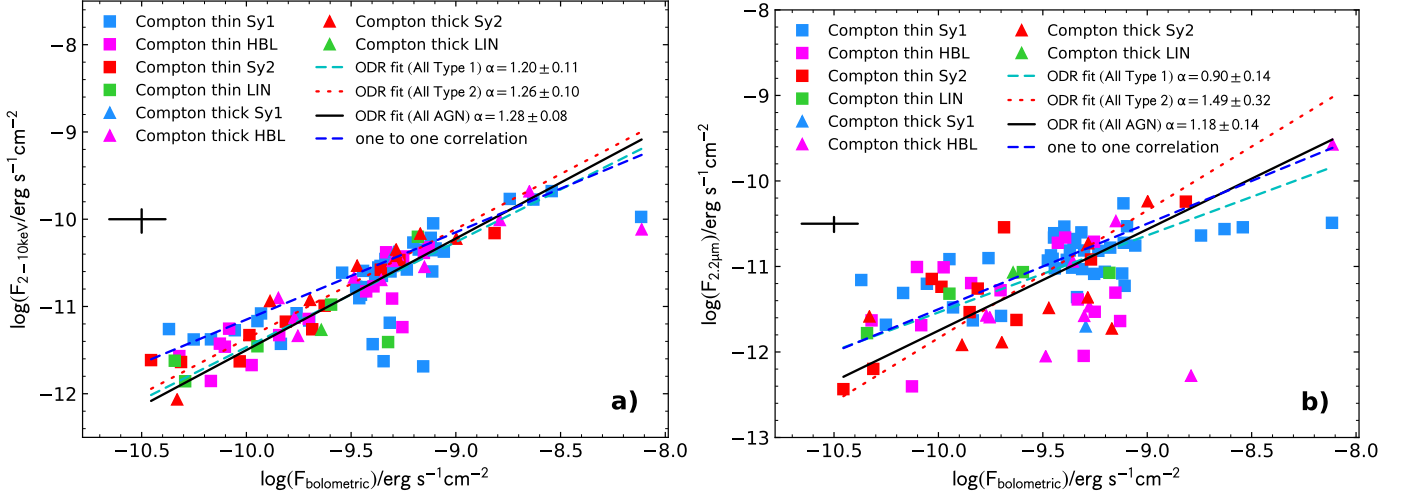 Compton thin Sy1
Compton thin HBL
Compton thin Sy2
Compton thin LIN
Compton thick Sy1
Compton thick HBL
Compton thick Sy2
Compton thick LIN
ODR fit (All Type 1) α=1.20±0.11
ODR fit (All Type 2) α=1.26±0.10
ODR fit (All AGN) α=1.28±0.08
one to one correlation
−8
−9
−10
−11
−12
log(F2−10keV)/erg s−1cm−2
a)
−10.5 −10.0 −9.5 −9.0 −8.5 −8.0
log(Fbolometric)/erg s−1cm−2
Compton thin Sy1
Compton thin HBL
Compton thin Sy2
Compton thin LIN
Compton thick Sy1
Compton thick HBL
Compton thick Sy2
Compton thick LIN
ODR fit (All Type 1) α=0.90±0.14
ODR fit (All Type 2) α=1.49±0.32
ODR fit (All AGN) α=1.18±0.14
one to one correlation
−8
−9
−10
−11
−12
−13
log(F2.2μm)/erg s−1cm−2
b)
−10.5 −10.0 −9.5 −9.0 −8.5 −8.0
log(Fbolometric)/erg s−1cm−2